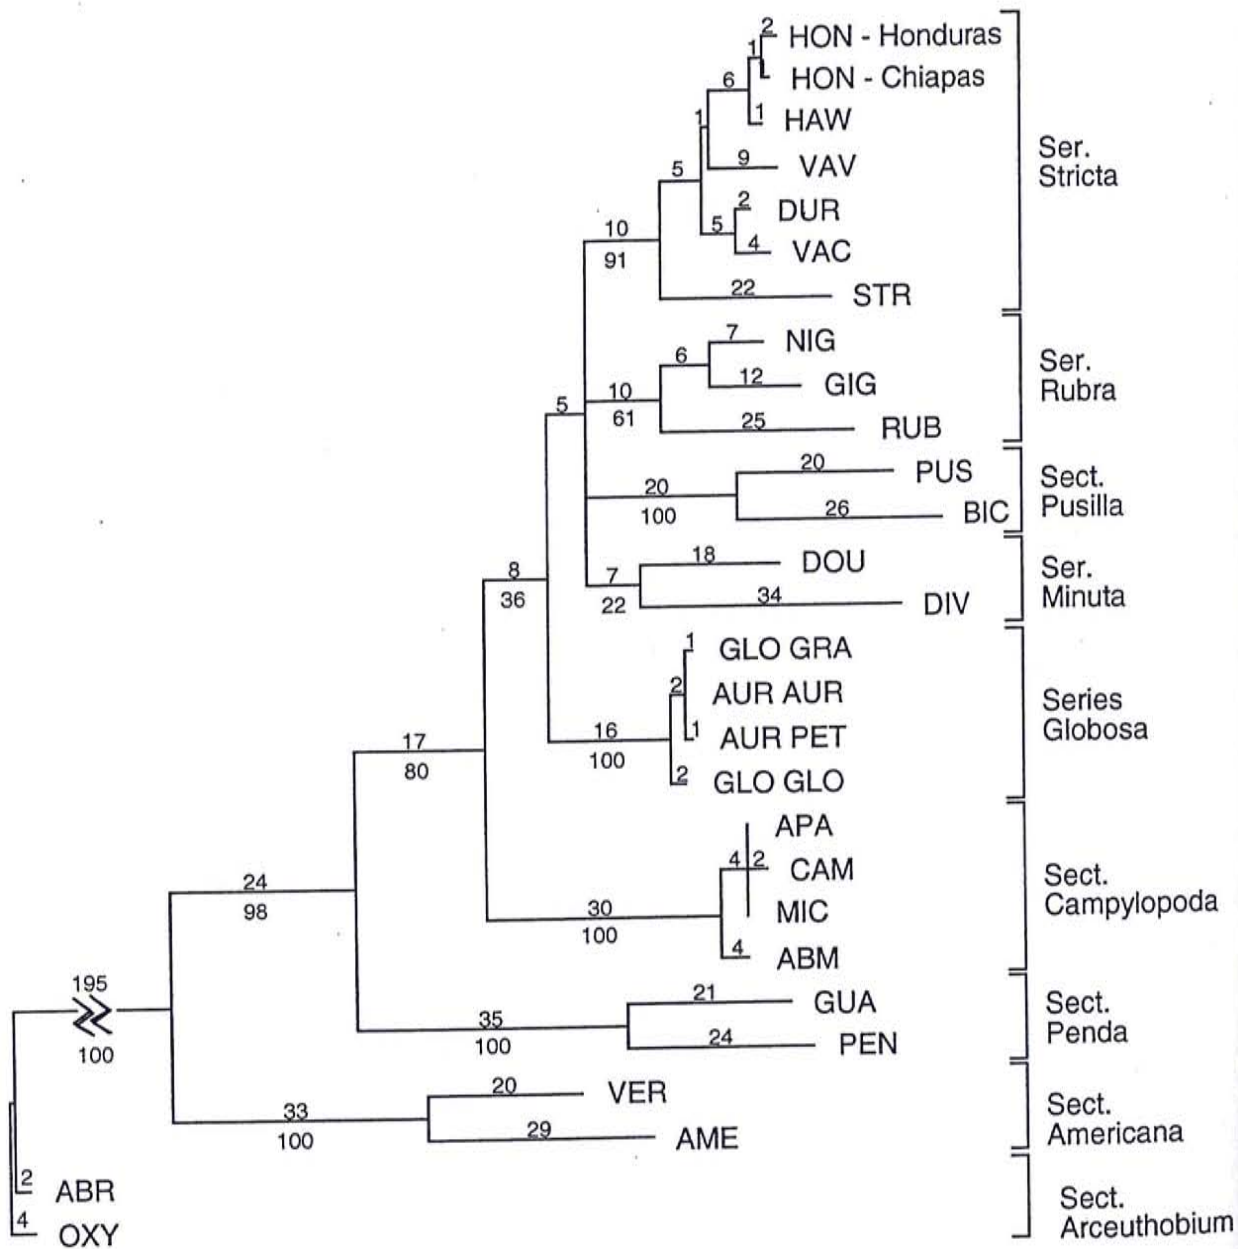 2
HON - Honduras
1
HON - Chiapas
6
1
HAW
1
9
VAV
5
2
DUR
5
4
VAC
10
91
22
STR
Ser.
Stricta
7
NIG
6
12
GIG
10
61
25
RUB
Ser.
Rubra
5
20
PUS
20
100
26
BIC
Sect.
Pusilla
18
DOU
7
22
34
DIV
Ser.
Minuta
8
36
1
GLO GRA
2
AUR AUR
1
AUR PET
16
100
2
GLO GLO
Series
Globosa
17
80
APA
4
2
CAM
30
100
MIC
4
ABM
Sect.
Campylopoda
24
98
21
GUA
35
100
24
PEN
Sect.
Penda
195
100
20
VER
33
100
29
AME
Sect.
Americana
2
ABR
4
OXY
Sect.
Arceuthobium